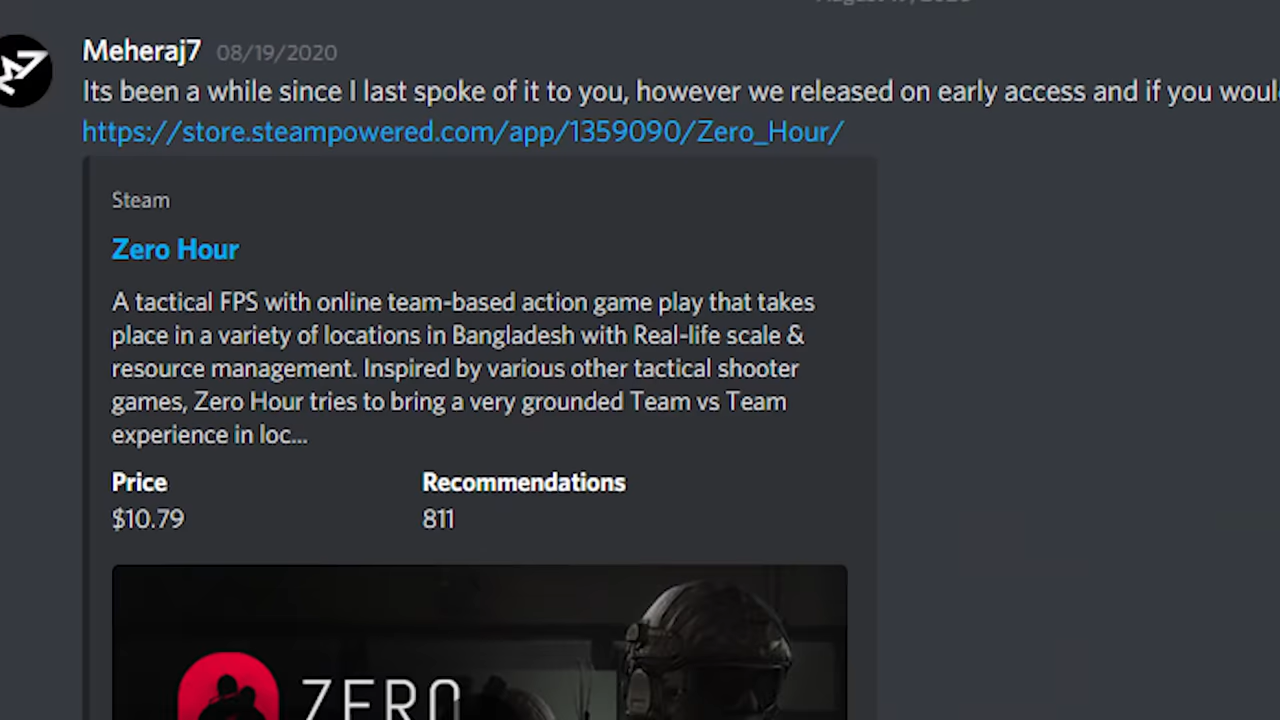 Meheraj7 08/19/2020
Its been a while since I last spoke of it to you, however we released on early access and if you
https://store.steampowered.com/app/1359090/Zero_Hour/
Steam
Zero Hour
A tactical FPS with online team-based action game play that takes
place in a variety of locations in Bangladesh with Real-life scale &
resource management. Inspired by various other tactical shooter
games, Zero Hour tries to bring a very grounded Team vs Team
experience in loc...
Price Recommendations
$10.79 811
ZERO